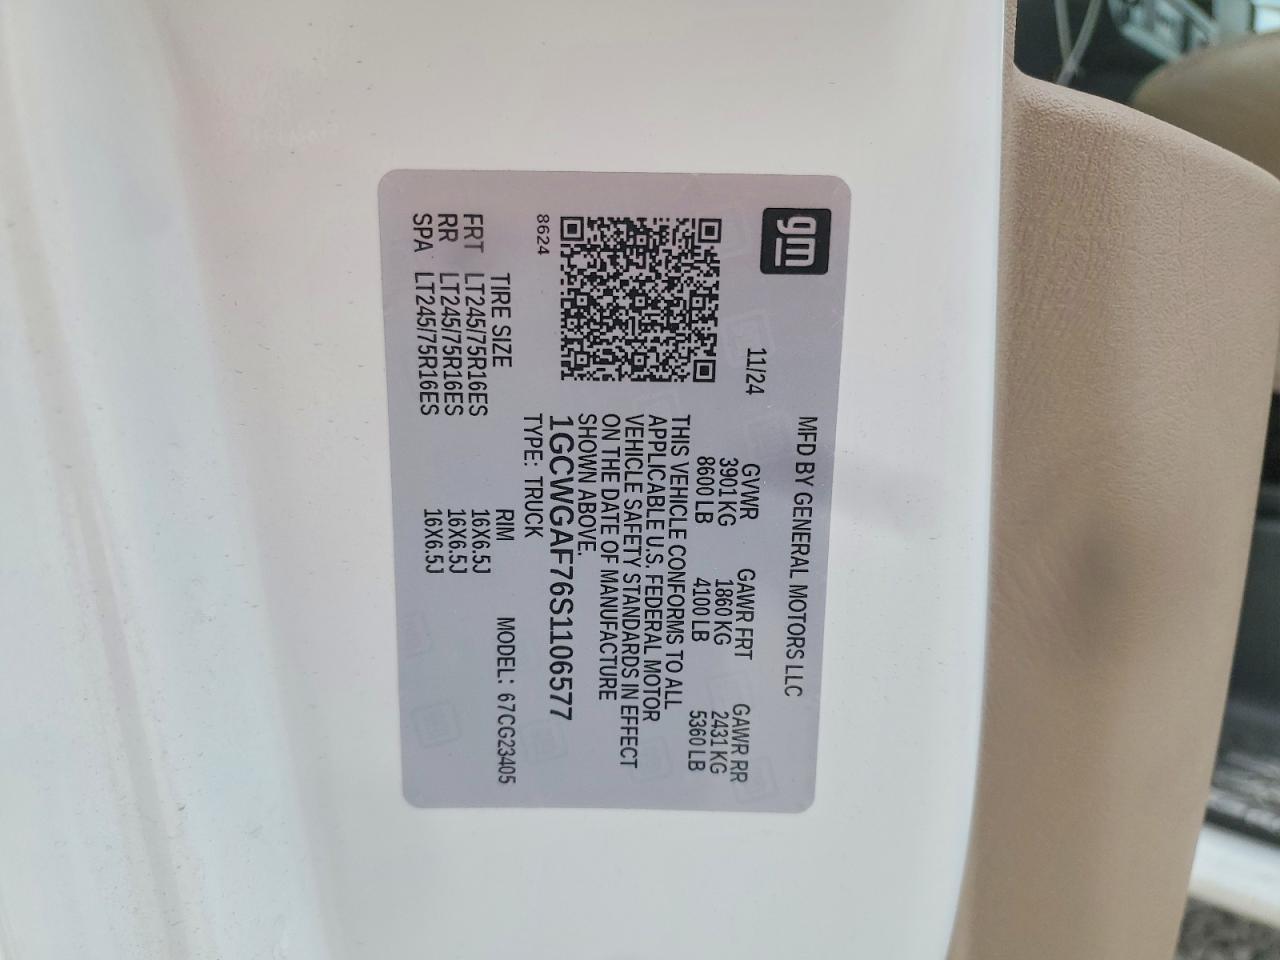 gm
MFD BY GENERAL MOTORS LLC
11/24
GVWR GAWR FRT GAWR RR
3901 KG 1860 KG 2431 KG
8600 LB 4100 LB 5360 LB
THIS VEHICLE CONFORMS TO ALL
APPLICABLE U.S. FEDERAL MOTOR
VEHICLE SAFETY STANDARDS IN EFFECT
ON THE DATE OF MANUFACTURE
SHOWN ABOVE.
1GCWGAF76S1106577
8624
TYPE: TRUCK
TIRE SIZE RIM MODEL: 67CG23405
FRT LT245/75R16ES 16X6.5J
RR LT245/75R16ES 16X6.5J
SPA LT245/75R16ES 16X6.5J